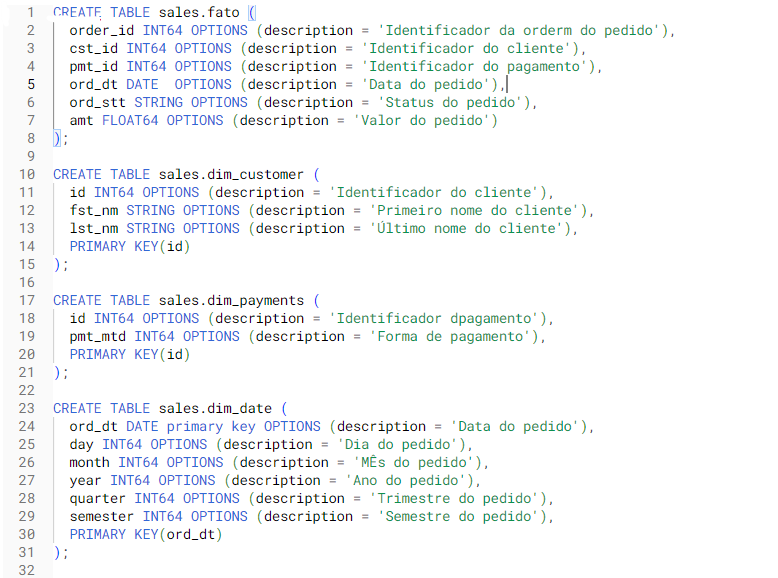 1 CREATE TABLE sales.fato (
2   order_id INT64 OPTIONS (description = 'Identificador da orderm do pedido'),
3   cst_id INT64 OPTIONS (description = 'Identificador do cliente'),
4   pmt_id INT64 OPTIONS (description = 'Identificador do pagamento'),
5   ord_dt DATE  OPTIONS (description = 'Data do pedido'),
6   ord_stt STRING OPTIONS (description = 'Status do pedido'),
7   amt FLOAT64 OPTIONS (description = 'Valor do pedido')
8 );
9
10 CREATE TABLE sales.dim_customer (
11   id INT64 OPTIONS (description = 'Identificador do cliente'),
12   fst_nm STRING OPTIONS (description = 'Primeiro nome do cliente'),
13   lst_nm STRING OPTIONS (description = 'Último nome do cliente'),
14   PRIMARY KEY(id)
15 );
16
17 CREATE TABLE sales.dim_payments (
18   id INT64 OPTIONS (description = 'Identificador dpagamento'),
19   pmt_mtd INT64 OPTIONS (description = 'Forma de pagamento'),
20   PRIMARY KEY(id)
21 );
22
23 CREATE TABLE sales.dim_date (
24   ord_dt DATE primary key OPTIONS (description = 'Data do pedido'),
25   day INT64 OPTIONS (description = 'Dia do pedido'),
26   month INT64 OPTIONS (description = 'MÊs do pedido'),
27   year INT64 OPTIONS (description = 'Ano do pedido'),
28   quarter INT64 OPTIONS (description = 'Trimestre do pedido'),
29   semester INT64 OPTIONS (description = 'Semestre do pedido'),
30   PRIMARY KEY(ord_dt)
31 );
32